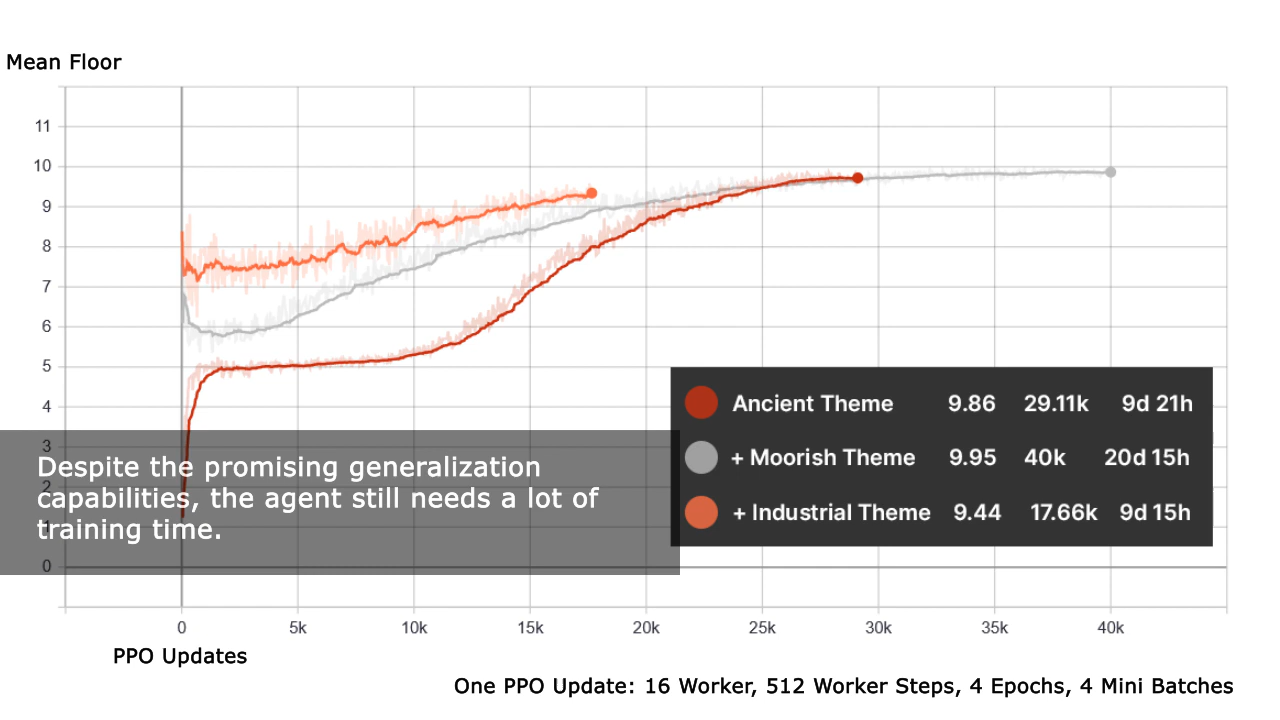 Mean Floor
11
10
9
8
7
6
5
4
3
2
1
0
Despite the promising generalization
capabilities, the agent still needs a lot of
training time.
Ancient Theme 9.86 29.11k 9d 21h
+ Moorish Theme 9.95 40k 20d 15h
+ Industrial Theme 9.44 17.66k 9d 15h
0 5k 10k 15k 20k 25k 30k 35k 40k
PPO Updates
One PPO Update: 16 Worker, 512 Worker Steps, 4 Epochs, 4 Mini Batches